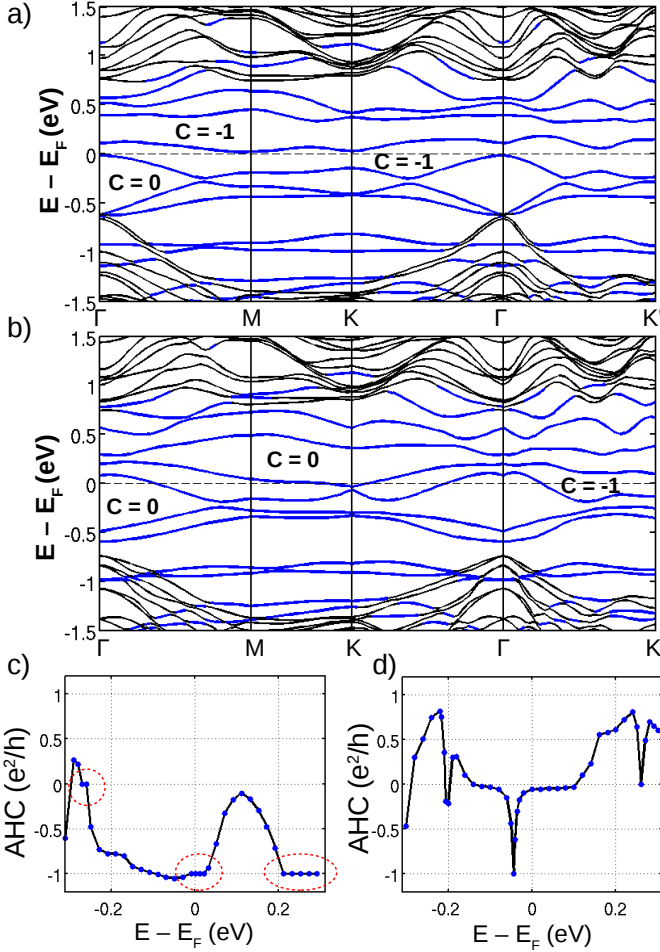 a)
1.5
1
0.5
0
-0.5
-1
-1.5
E – E_F (eV)
C = -1
C = -1
C = 0
Γ M K Γ K'
b)
1.5
1
0.5
0
-0.5
-1
-1.5
E – E_F (eV)
C = 0
C = 0
C = -1
Γ M K Γ K
c)
1
0.5
0
-0.5
-1
AHC (e²/h)
-0.2 0 0.2
E – E_F (eV)
d)
1
0.5
0
-0.5
-1
AHC (e²/h)
-0.2 0 0.2
E – E_F (eV)